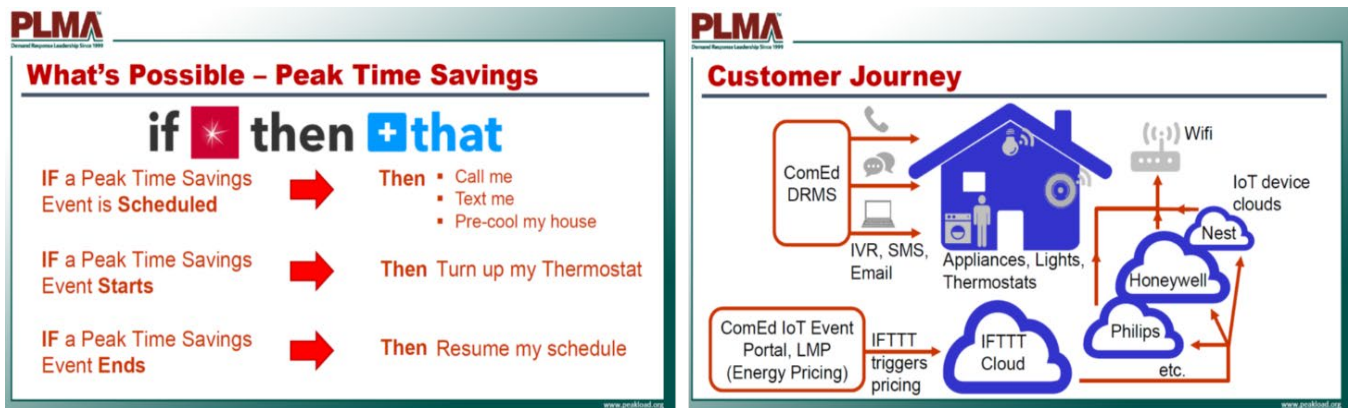 PLMA
Demand Response Leadership Since 1999
What's Possible – Peak Time Savings
if then that
IF a Peak Time Savings
Event is Scheduled
Then ▪ Call me
▪ Text me
▪ Pre-cool my house
IF a Peak Time Savings
Event Starts
Then Turn up my Thermostat
IF a Peak Time Savings
Event Ends
Then Resume my schedule
www.peakload.org
PLMA
Demand Response Leadership Since 1999
Customer Journey
ComEd
DRMS
IVR, SMS,
Email
Appliances, Lights,
Thermostats
Wifi
IoT device
clouds
Nest
Honeywell
Philips
etc.
ComEd IoT Event
Portal, LMP
(Energy Pricing)
IFTTT
triggers
pricing
IFTTT
Cloud
www.peakload.org